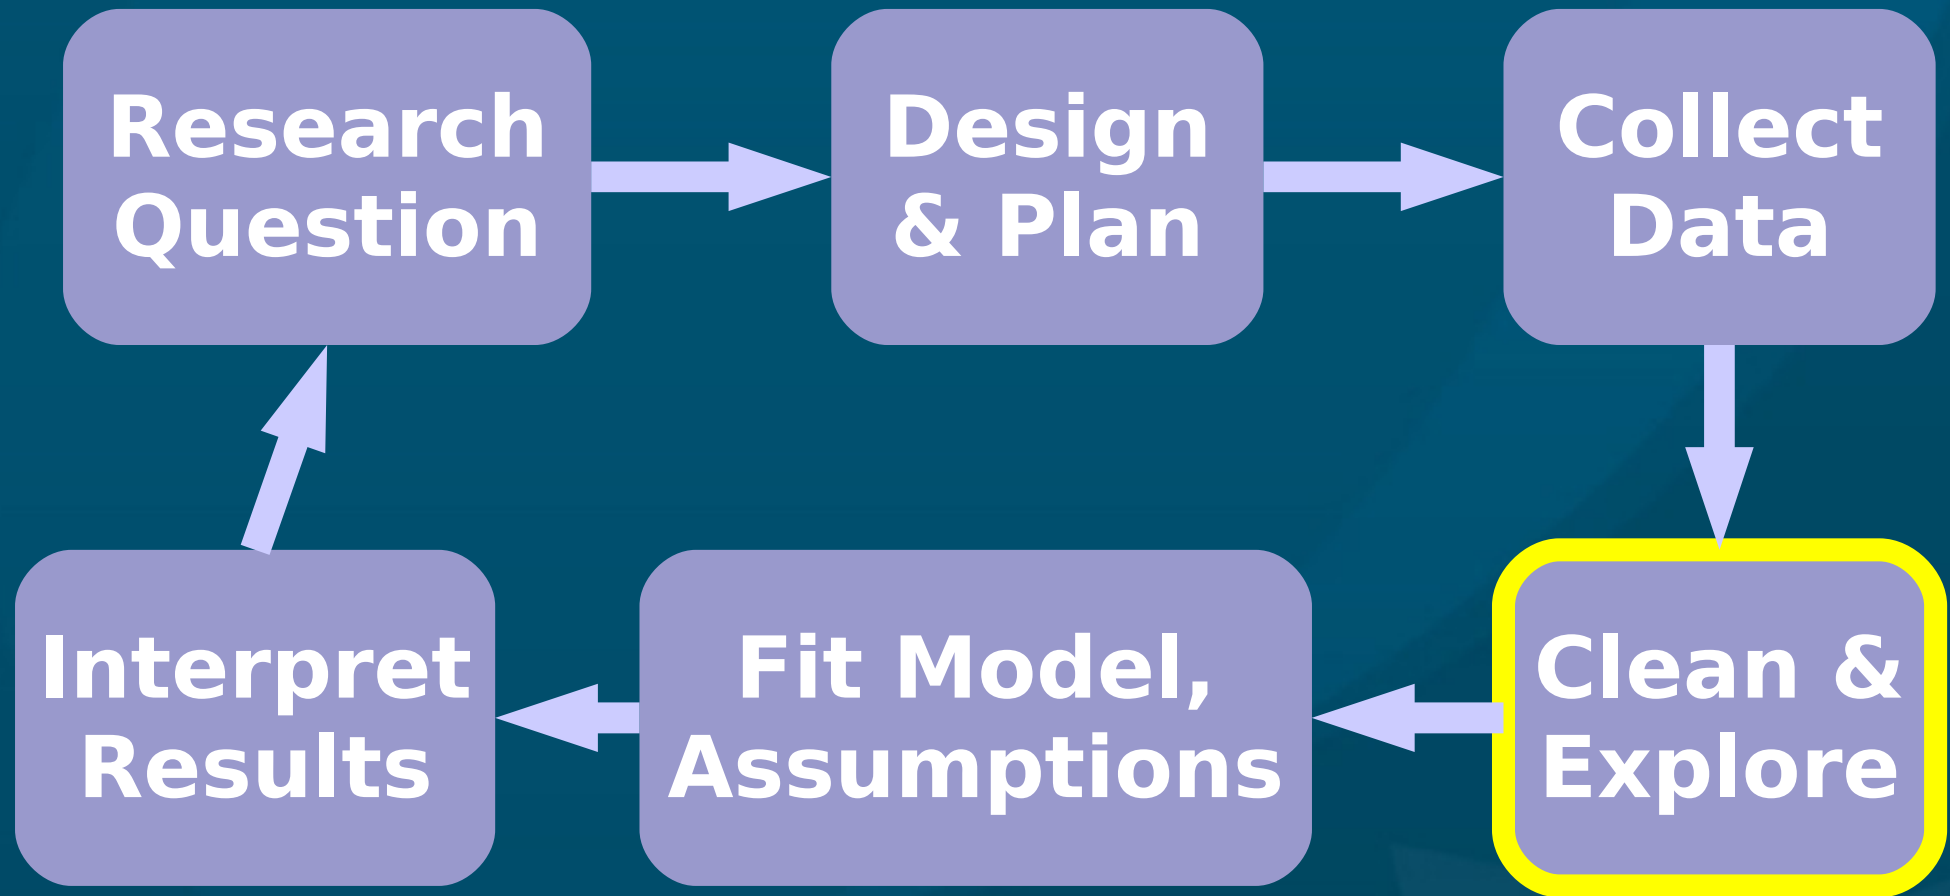 Research
Question
Design
& Plan
Collect
Data
Clean &
Explore
Fit Model,
Assumptions
Interpret
Results